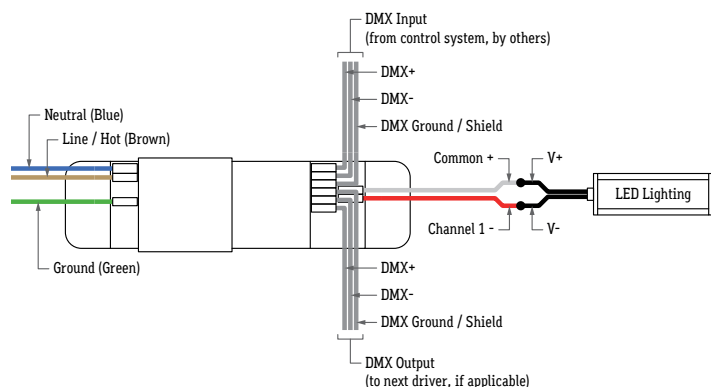 DMX Input
(from control system, by others)
DMX+
DMX-
DMX Ground / Shield
Neutral (Blue)
Line / Hot (Brown)
Common +
V+
LED Lighting
Channel 1 -
V-
Ground (Green)
DMX+
DMX-
DMX Ground / Shield
DMX Output
(to next driver, if applicable)